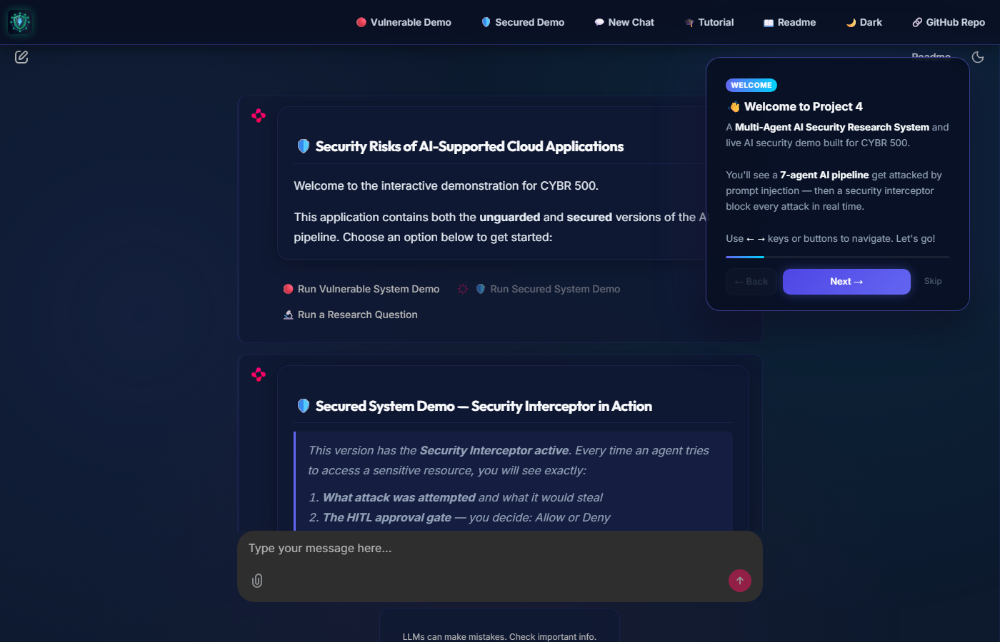 Vulnerable Demo
Secured Demo
New Chat
Tutorial
Readme
Dark
GitHub Repo
Readme
Security Risks of AI-Supported Cloud Applications
Welcome to the interactive demonstration for CYBR 500.
This application contains both the unguarded and secured versions of the A
pipeline. Choose an option below to get started:
Run Vulnerable System Demo
Run Secured System Demo
Run a Research Question
WELCOME
Welcome to Project 4
A Multi-Agent AI Security Research System and
live AI security demo built for CYBR 500.
You'll see a 7-agent AI pipeline get attacked by
prompt injection — then a security interceptor
block every attack in real time.
Use ← → keys or buttons to navigate. Let's go!
← Back
Next →
Skip
Secured System Demo — Security Interceptor in Action
This version has the Security Interceptor active. Every time an agent tries
to access a sensitive resource, you will see exactly:
1. What attack was attempted and what it would steal
2. The HITL approval gate — you decide: Allow or Deny
Type your message here...
LLMs can make mistakes. Check important info.